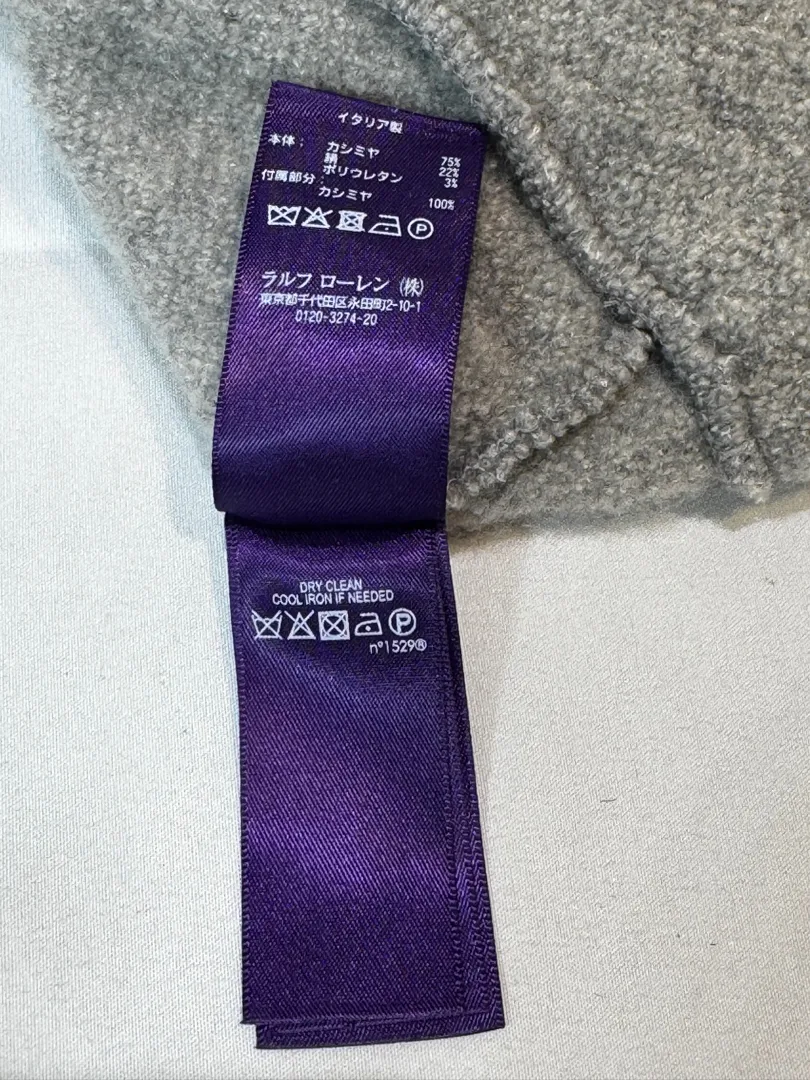 イタリア製
本体： カシミヤ 75%
絹 22%
ポリウレタン 3%
付属部分：
カシミヤ 100%
P
ラルフ ローレン (株)
東京都千代田区永田町2-10-1
0120-3274-20
DRY CLEAN
COOL IRON IF NEEDED
P
nº1529®